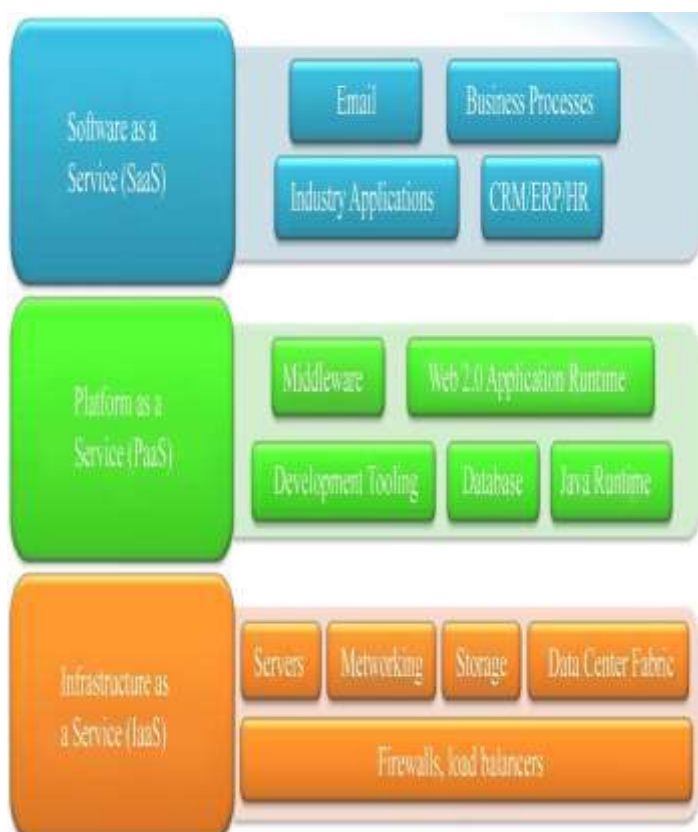 Software as a
Service (SaaS)
Email
Business Processes
Industry Applications
CRM/ERP/HR
Platform as a
Service (PaaS)
Middleware
Web 2.0 Application Runtime
Development Tooling
Database
Java Runtime
Infrastructure as
a Service (IaaS)
Servers
Metworking
Storage
Data Center Fabric
Firewalls, load balancers